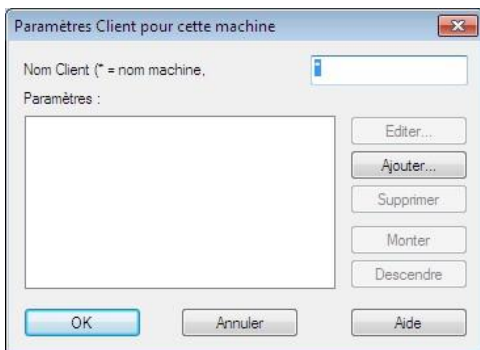 Paramètres Client pour cette machine
Nom Client (* = nom machine, *
Paramètres :
Editer...
Ajouter...
Supprimer
Monter
Descendre
OK Annuler Aide